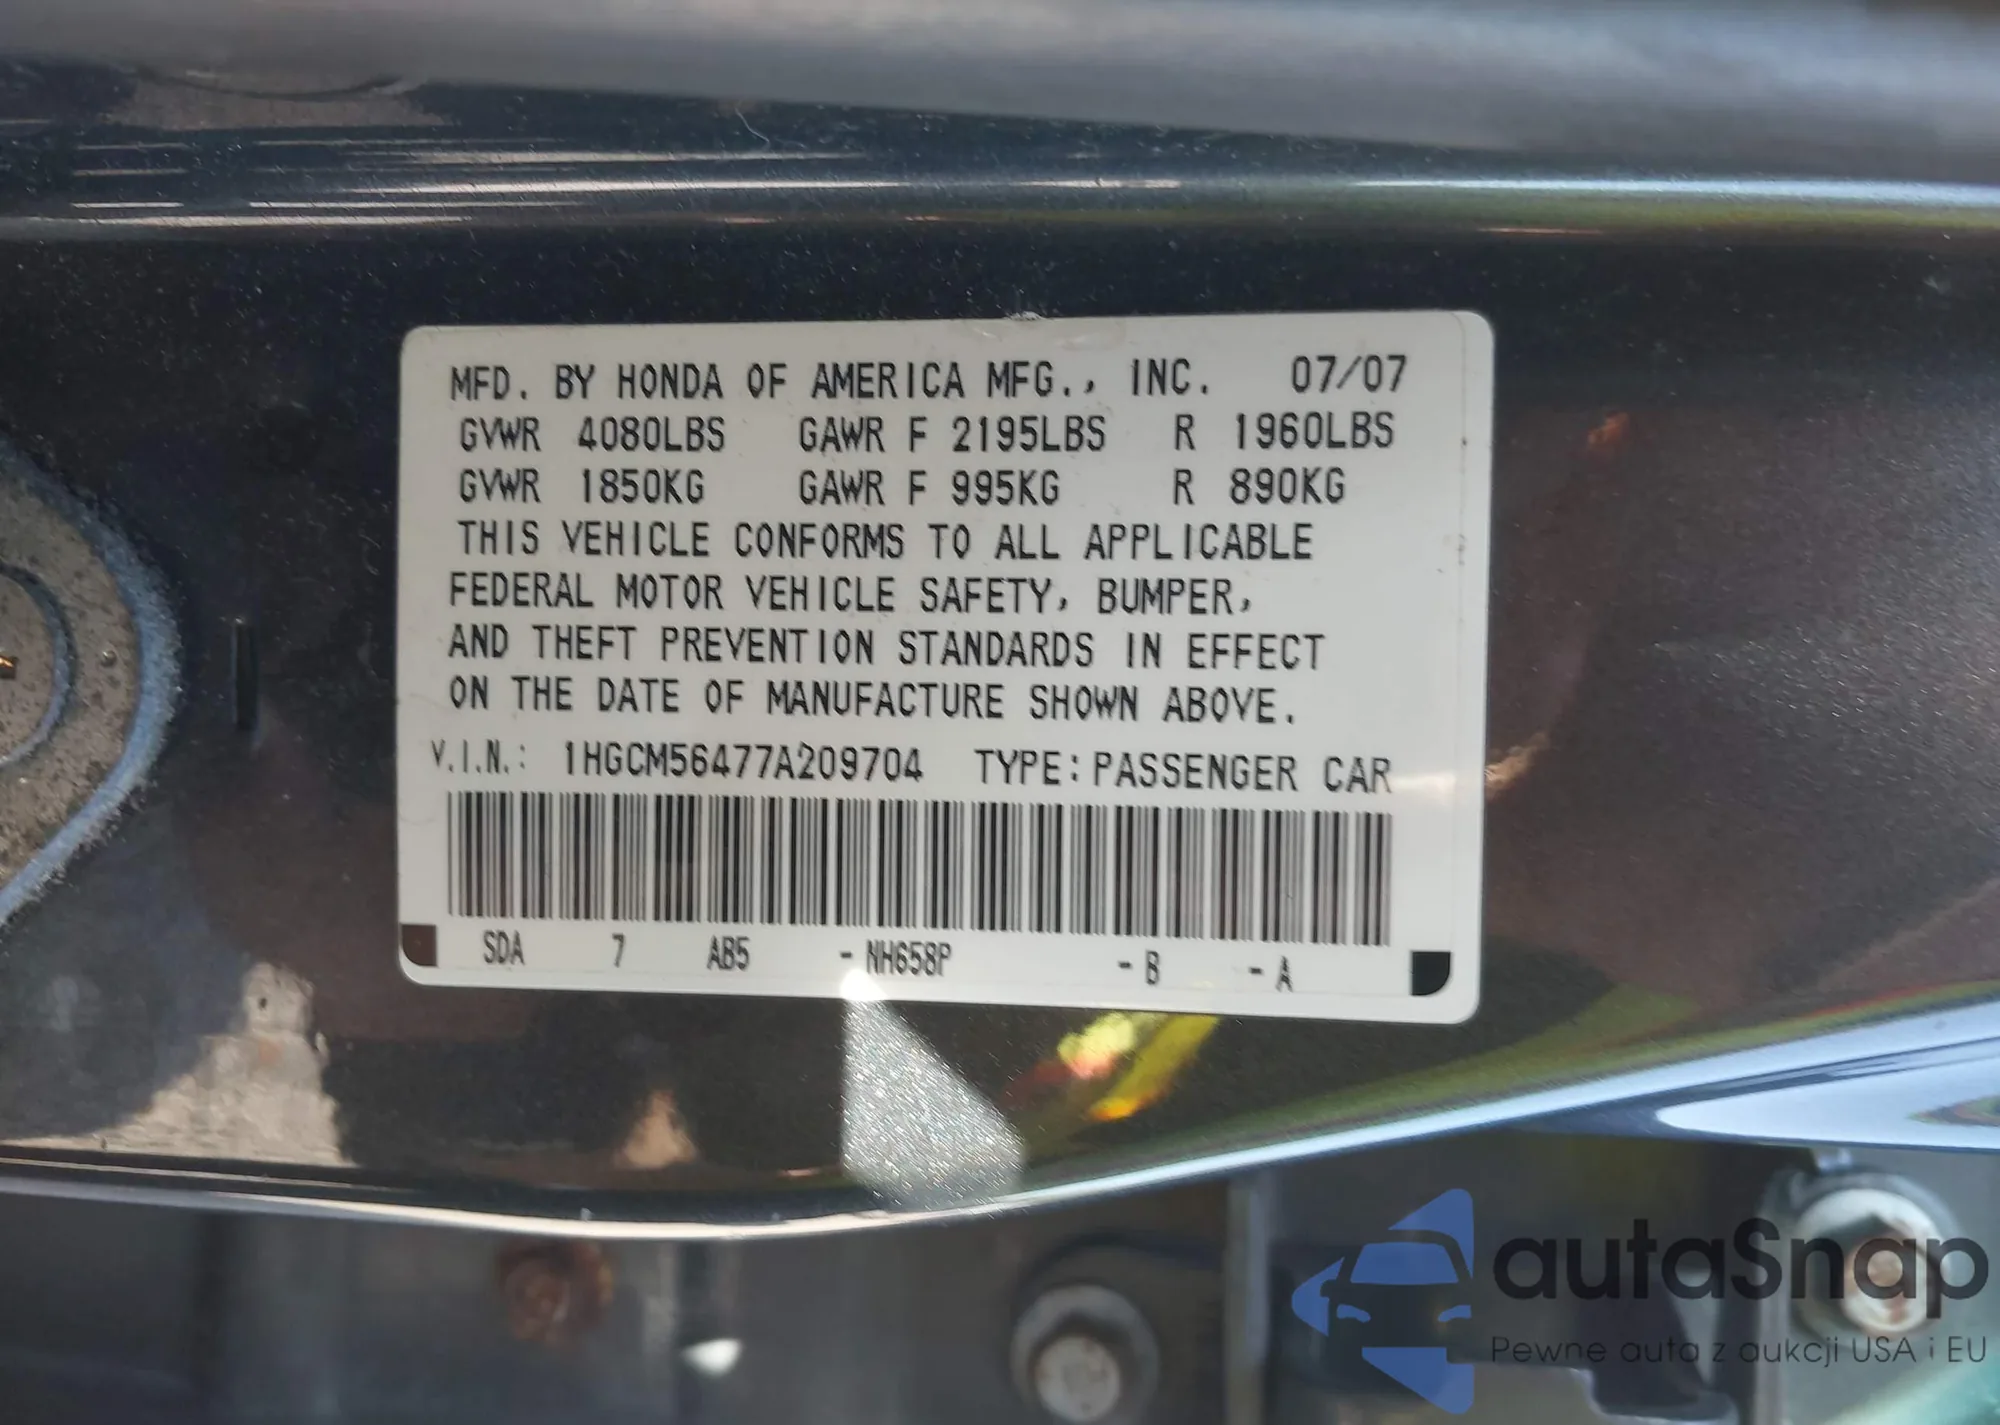 MFD. BY HONDA OF AMERICA MFG., INC. 07/07
GVWR 4080LBS GAWR F 2195LBS R 1960LBS
GVWR 1850KG GAWR F 995KG R 890KG
THIS VEHICLE CONFORMS TO ALL APPLICABLE
FEDERAL MOTOR VEHICLE SAFETY, BUMPER,
AND THEFT PREVENTION STANDARDS IN EFFECT
ON THE DATE OF MANUFACTURE SHOWN ABOVE.
V.I.N.: 1HGCM56477A209704 TYPE: PASSENGER CAR
SDA 7 AB5 - NH658P - B - A
autaSnap
Pewne auta z aukcji USA i EU